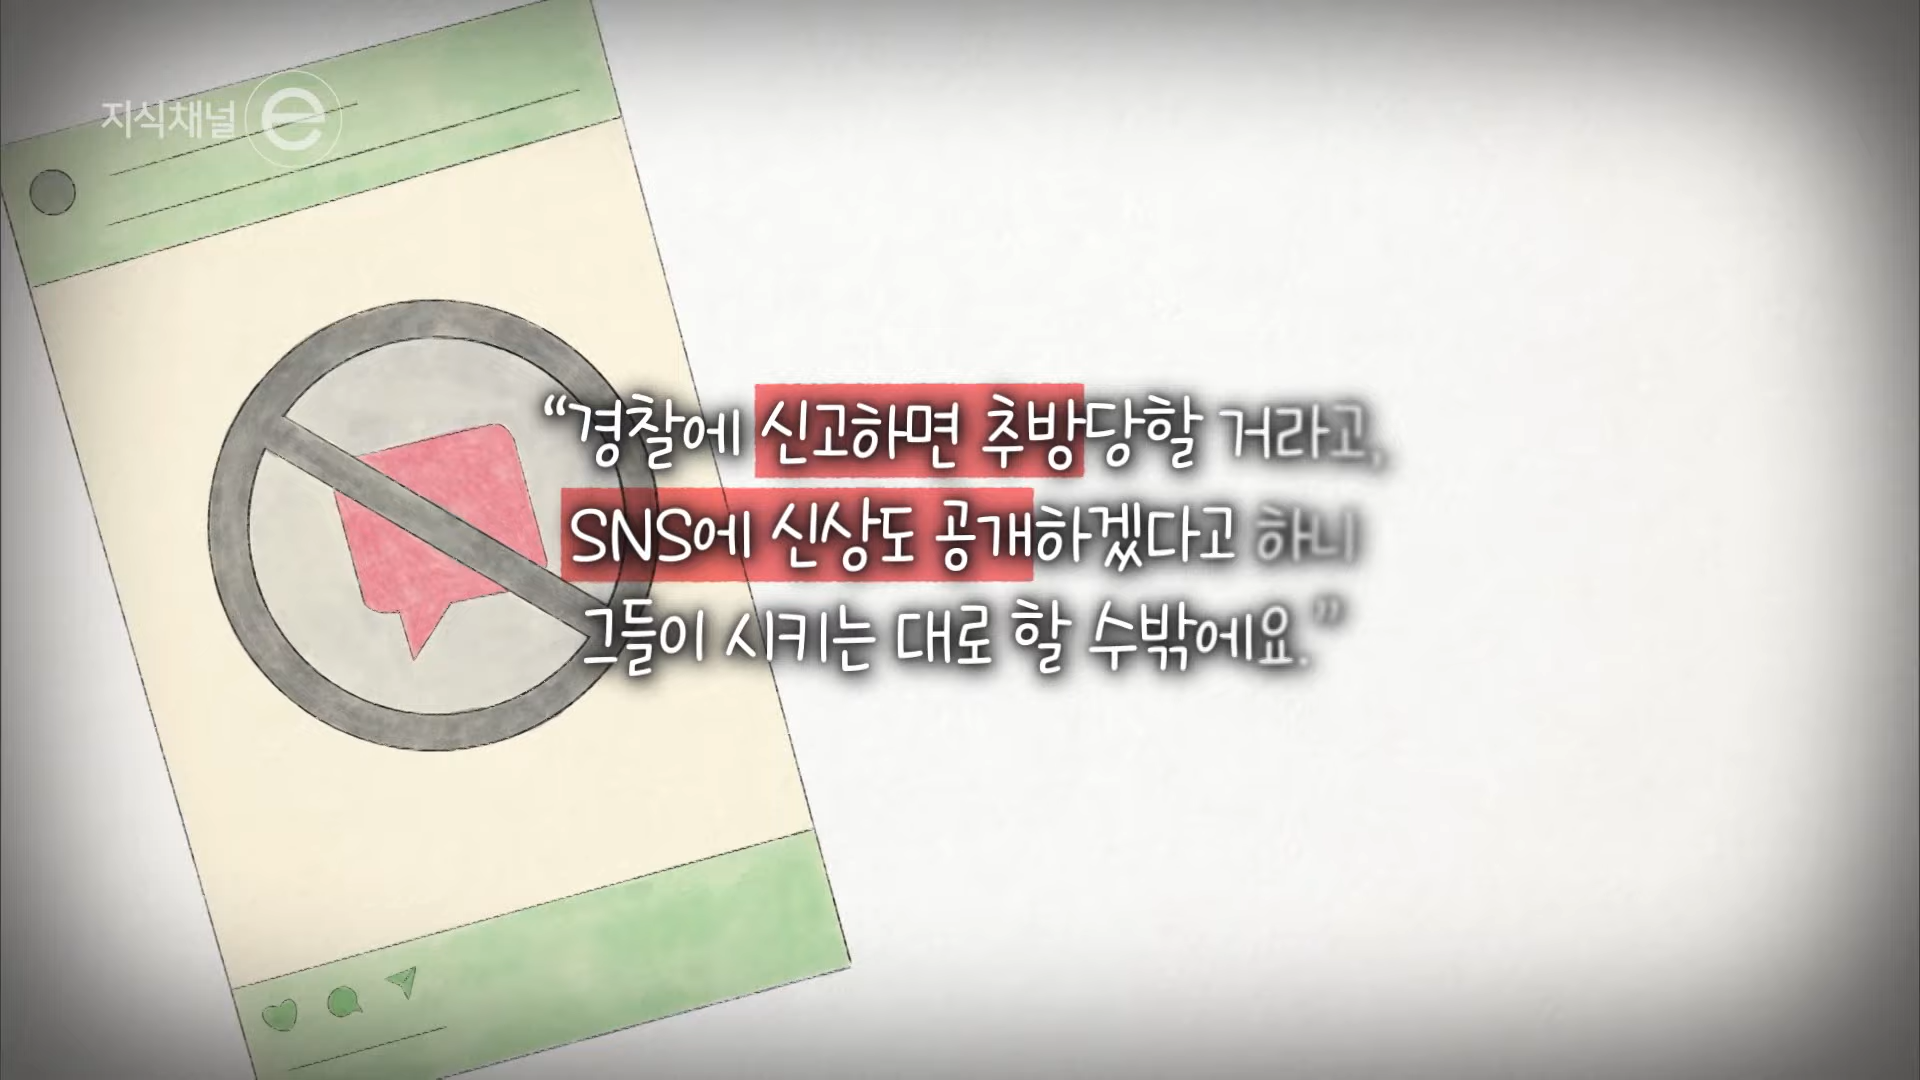 지식채널 e
“경찰에 신고하면 추방당할 거라고,
SNS에 신상도 공개하겠다고 하니
그들이 시키는 대로 할 수밖에요.”